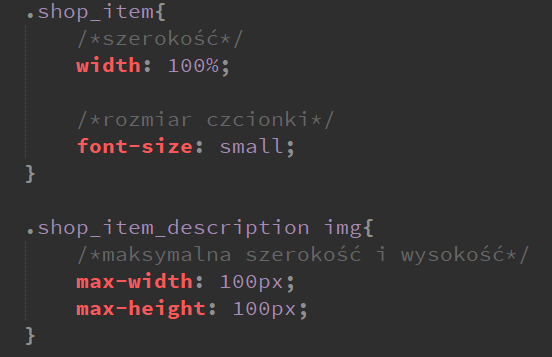 .shop_item{
/*szerokość*/
width: 100%;
/*rozmiar czcionki*/
font-size: small;
}
.shop_item_description img{
/*maksymalna szerokość i wysokość*/
max-width: 100px;
max-height: 100px;
}